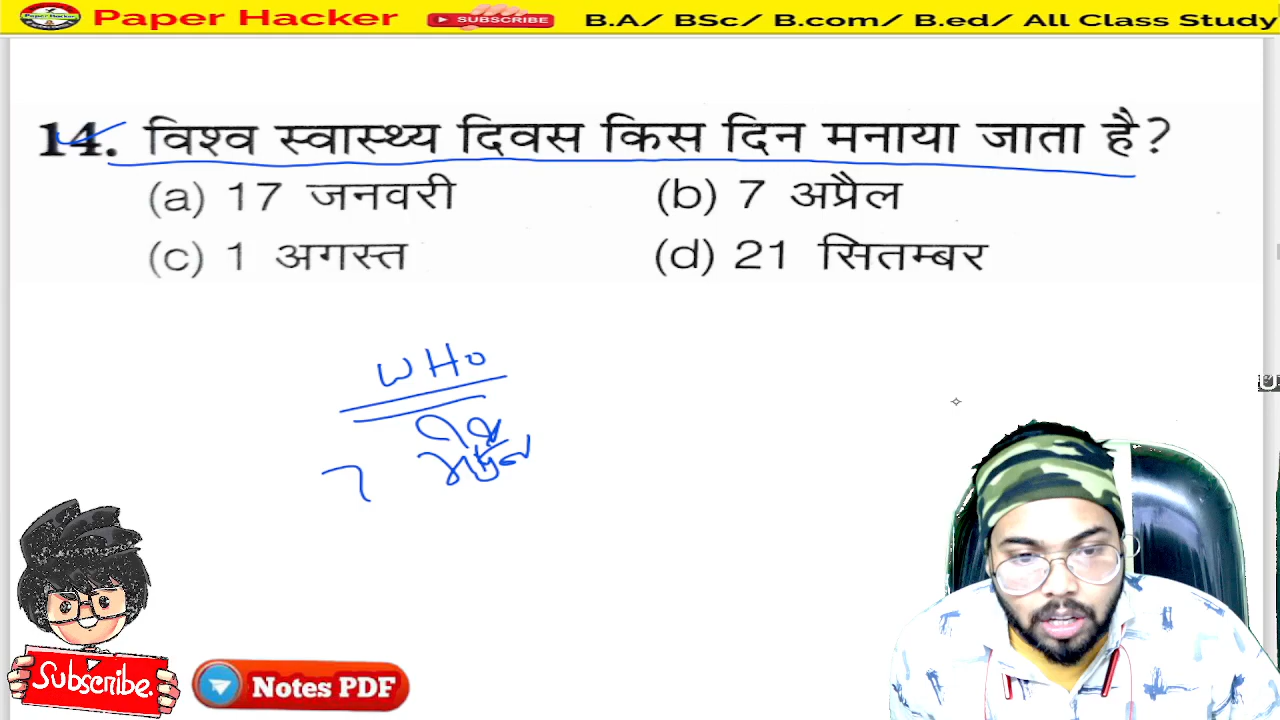 Paper Hacker
SUBSCRIBE
B.A/ BSc/ B.com/ B.ed/ All Class Study
14. विश्व स्वास्थ्य दिवस किस दिन मनाया जाता है?
(a) 17 जनवरी (b) 7 अप्रैल
(c) 1 अगस्त (d) 21 सितम्बर
WHO
7
Subscribe.
Notes PDF